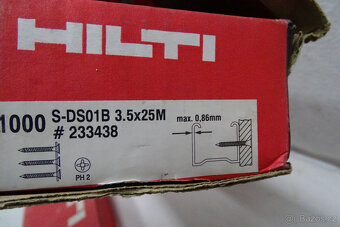 HILTI
1000 S-DS01B 3.5x25M
# 233438
max. 0,86mm
PH 2